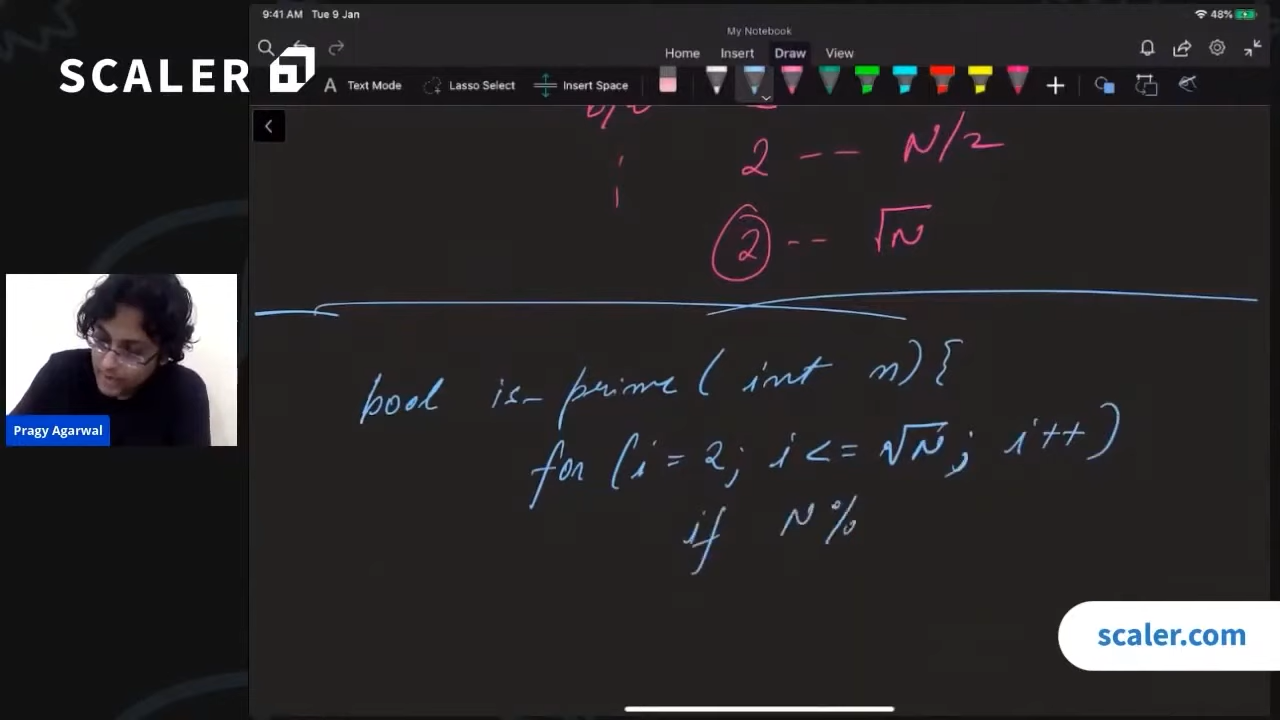 9:41 AM Tue 9 Jan
48%
My Notebook
SCALER
Home Insert Draw View
A Text Mode Lasso Select Insert Space
2 -- N/2
2 -- √N
bool is_prime ( int n) {
for ( i = 2; i <= √N; i++ )
if N %
Pragy Agarwal
scaler.com